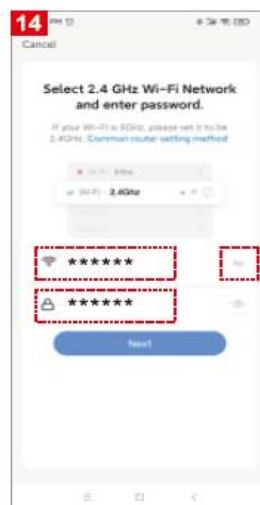 14
Cancel
Select 2.4 GHz Wi-Fi Network
and enter password.
If your Wi-Fi is 5GHz, please set it to be
2.4GHz. Common router setting method
Wi-Fi - 2.4Ghz
******
******
Next